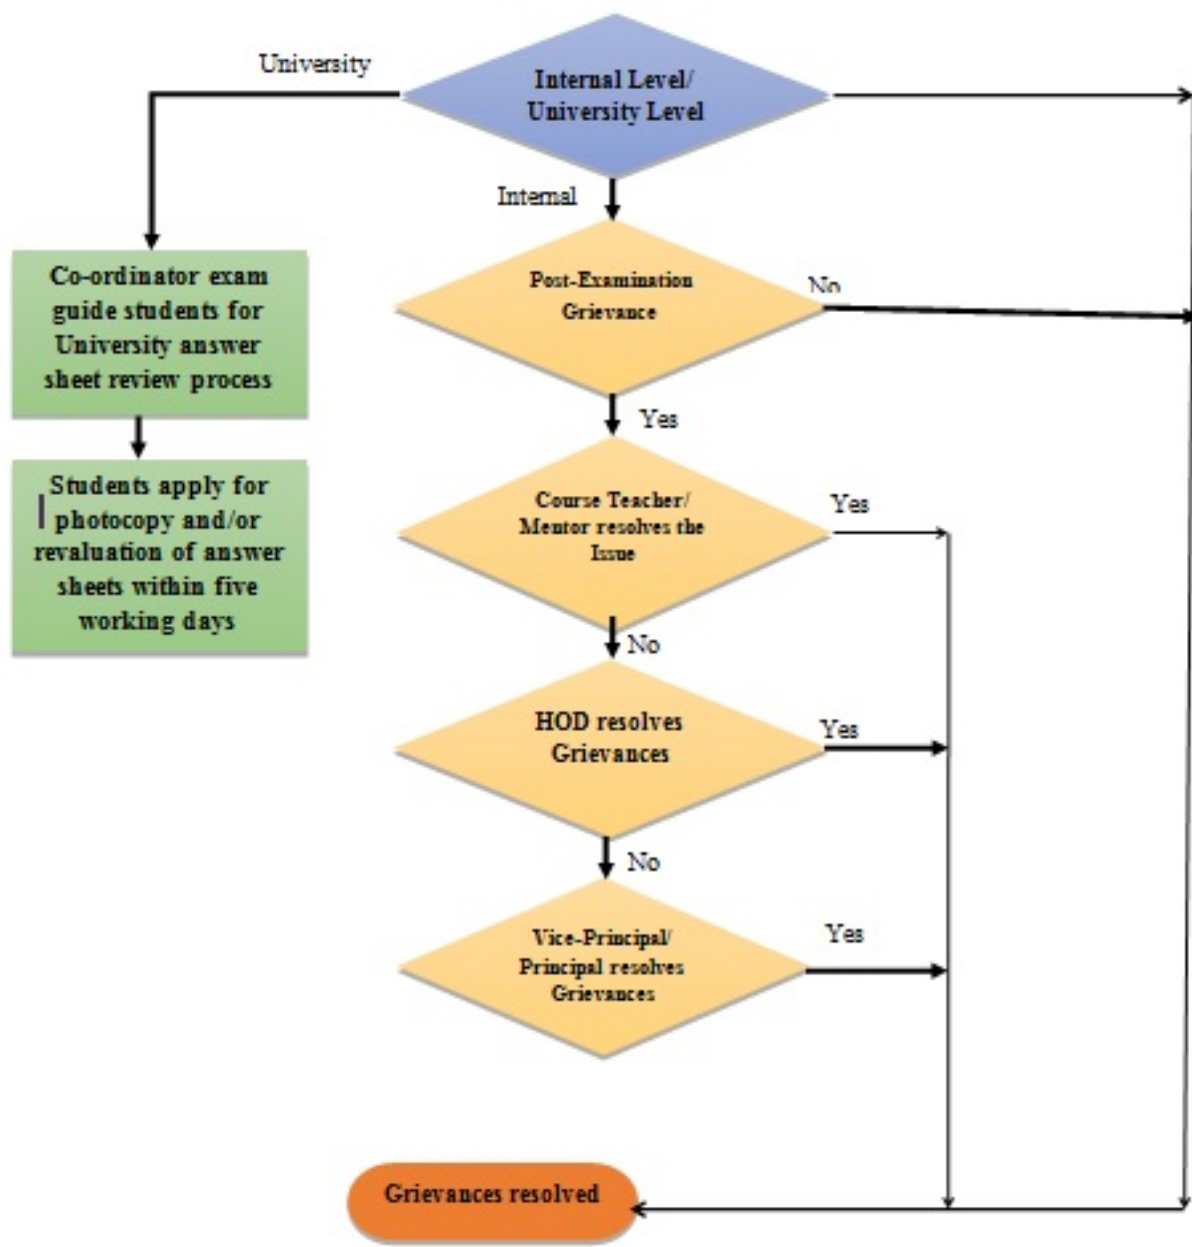 University
Internal Level/
University Level
Internal
Co-ordinator exam
guide students for
University answer
sheet review process
Post-Examination
Grievance
No
Yes
Students apply for
photocopy and/or
revaluation of answer
sheets within five
working days
Course Teacher/
Mentor resolves the
Issue
Yes
No
HOD resolves
Grievances
Yes
No
Vice-Principal/
Principal resolves
Grievances
Yes
Grievances resolved